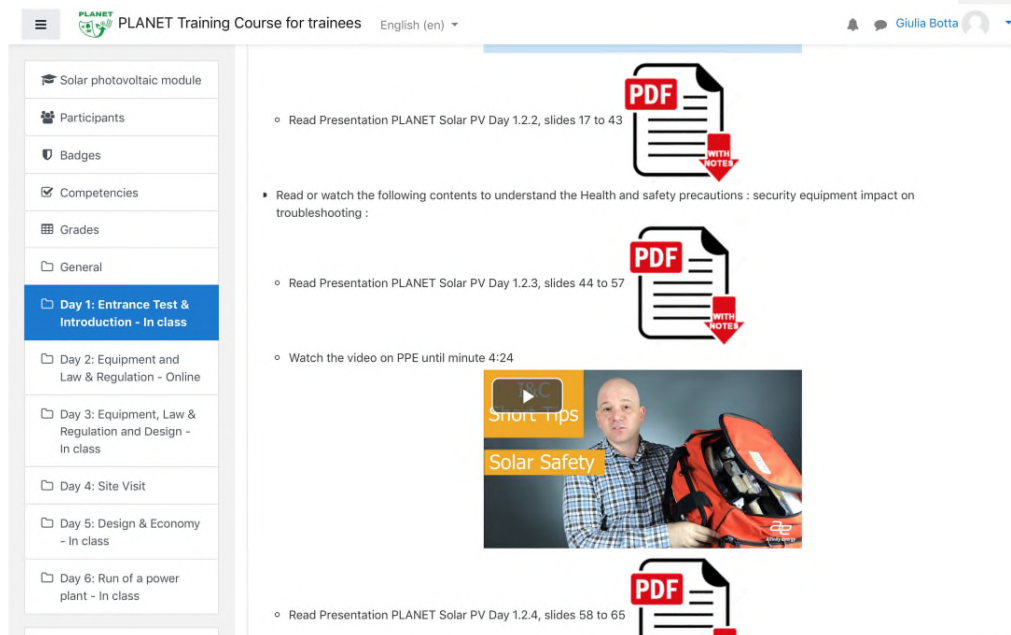 PLANET
PLANET Training Course for trainees
English (en)
Giulia Botta
Solar photovoltaic module
Participants
Badges
Competencies
Grades
General
Day 1: Entrance Test &
Introduction - In class
Day 2: Equipment and
Law & Regulation - Online
Day 3: Equipment, Law &
Regulation and Design -
In class
Day 4: Site Visit
Day 5: Design & Economy
- In class
Day 6: Run of a power
plant - In class
PDF
WITH
NOTES
Read Presentation PLANET Solar PV Day 1.2.2, slides 17 to 43
Read or watch the following contents to understand the Health and safety precautions : security equipment impact on
troubleshooting :
PDF
WITH
NOTES
Read Presentation PLANET Solar PV Day 1.2.3, slides 44 to 57
Watch the video on PPE until minute 4:24
I&C
Short Tips
Solar Safety
ae
Affinity Energy
PDF
Read Presentation PLANET Solar PV Day 1.2.4, slides 58 to 65